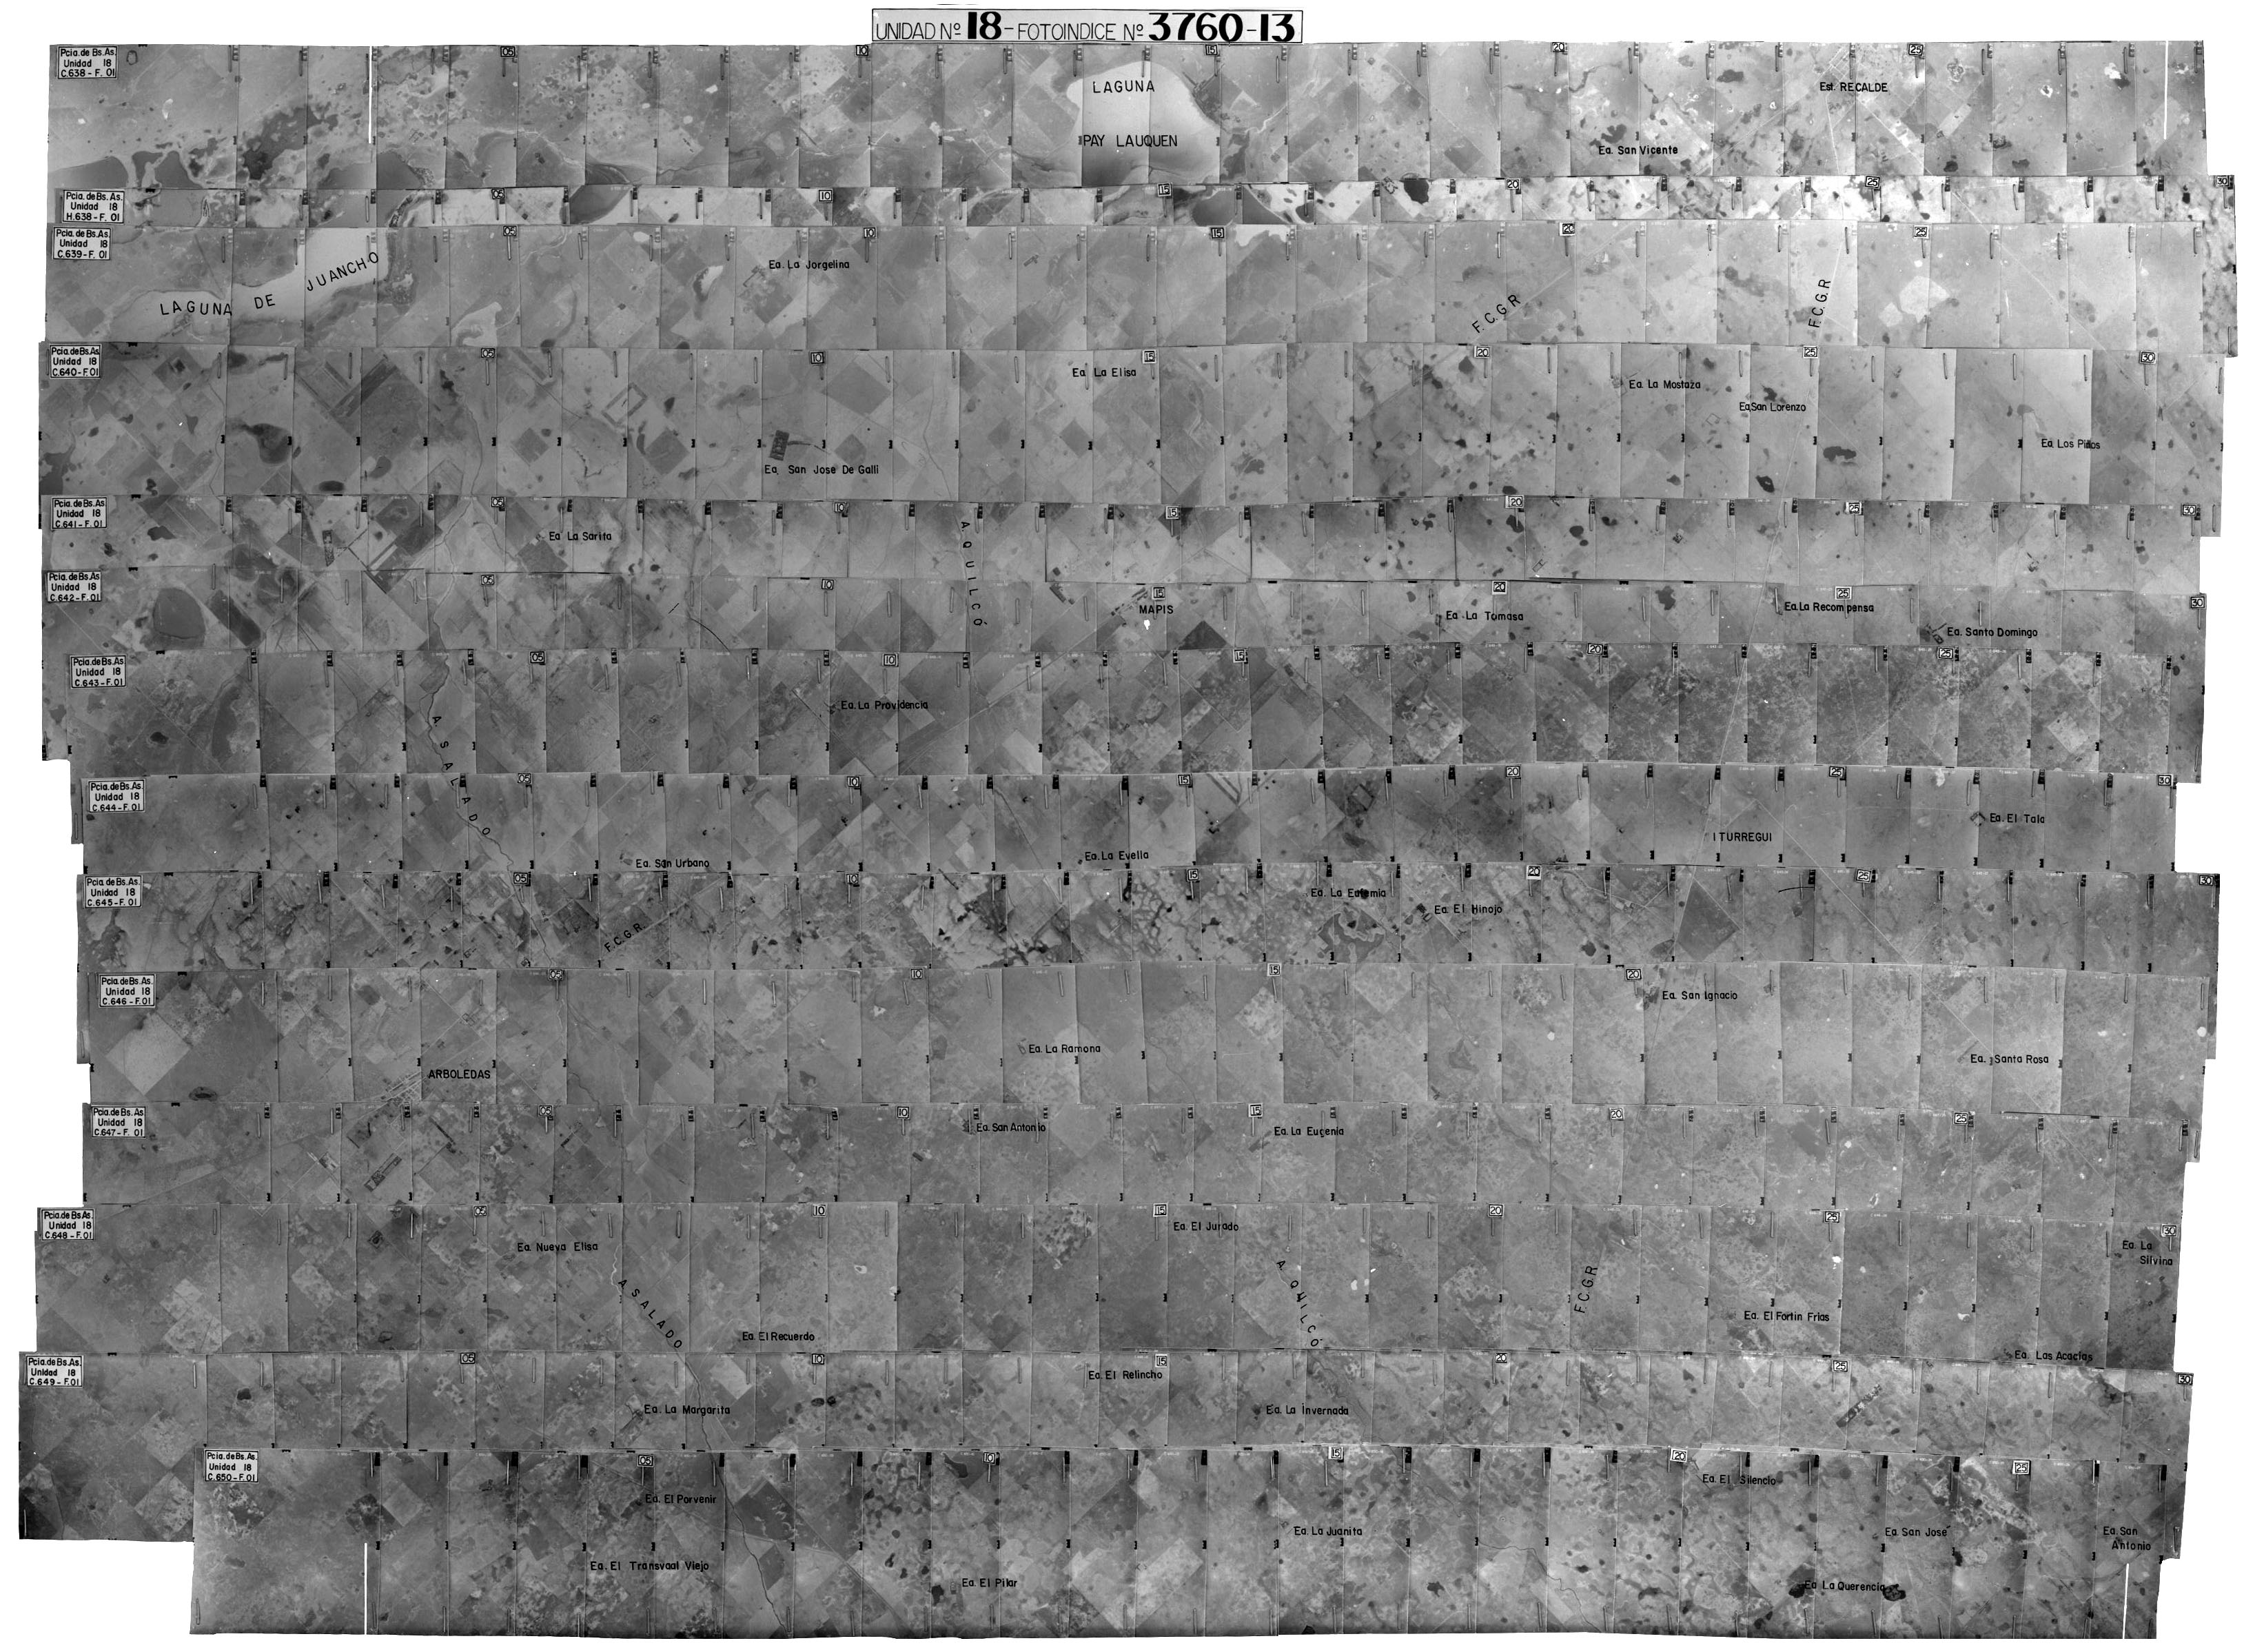 UNIDAD Nº 18 - FOTOINDICE Nº 3760-13
Pcia. de Bs. As.
Unidad 18
C.638 - F. 01
05
10
15
20
25
LAGUNA
PAY LAUQUEN
Est. RECALDE
Ea. San Vicente
Pcia. de Bs. As.
Unidad 18
H.638 - F. 01
05
10
15
20
25
30
Pcia. de Bs. As.
Unidad 18
C.639 - F. 01
05
10
15
20
25
LAGUNA DE JUANCHO
Ea. La Jorgelina
F.C.G.R
F.C.G.R
Pcia. de Bs. As.
Unidad 18
C.640 - F. 01
05
10
15
20
25
30
Ea. La Elisa
Ea. La Mostaza
Ea San Lorenzo
Ea. Los Pinos
Ea. San Jose De Galli
Pcia. de Bs. As.
Unidad 18
C.641 - F. 01
05
10
15
20
25
30
Ea. La Sarita
A QUILCÓ
Pcia. de Bs. As.
Unidad 18
C.642 - F. 01
05
10
15
20
25
30
MAPIS
Ea. La Tomasa
Ea. La Recompensa
Ea. Santo Domingo
Pcia. de Bs. As.
Unidad 18
C.643 - F. 01
05
10
15
20
25
Ea. La Providencia
A SALADO
Pcia. de Bs. As.
Unidad 18
C.644 - F. 01
05
10
15
20
25
30
Ea. El Tala
ITURREGUI
Ea. San Urbano
Ea. La Evella
Pcia. de Bs. As.
Unidad 18
C.645 - F. 01
05
10
15
20
25
30
Ea. La Eufemia
Ea. El Hinojo
F.C.G.R.
Pcia. de Bs. As.
Unidad 18
C.646 - F. 01
05
10
15
20
Ea. San Ignacio
Ea. La Ramona
Ea. Santa Rosa
ARBOLEDAS
Pcia. de Bs. As.
Unidad 18
C.647 - F. 01
05
10
15
20
25
Ea. San Antonio
Ea. La Eugenia
Pcia. de Bs. As.
Unidad 18
C.648 - F. 01
05
10
15
20
25
30
Ea. El Jurado
Ea. Nueva Elisa
Ea. La
Silvina
A. SALADO
A. QUILCÓ
F.C.G.R
Ea. El Fortin Frias
Ea. El Recuerdo
Ea. Las Acacias
Pcia. de Bs. As.
Unidad 18
C.649 - F. 01
05
10
15
20
25
30
Ea. El Relincho
Ea. La Margarita
Ea. La Invernada
Pcia. de Bs. As.
Unidad 18
C.650 - F. 01
05
10
15
20
25
Ea. El Silencio
Ea. El Porvenir
Ea. La Juanita
Ea. San José
Ea. San
Antonio
Ea. El Transvaal Viejo
Ea. El Pilar
Ea. La Querencia